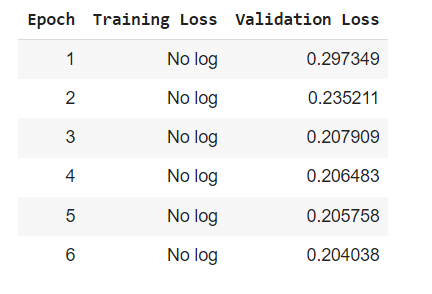 Epoch Training Loss Validation Loss
1 No log 0.297349
2 No log 0.235211
3 No log 0.207909
4 No log 0.206483
5 No log 0.205758
6 No log 0.204038